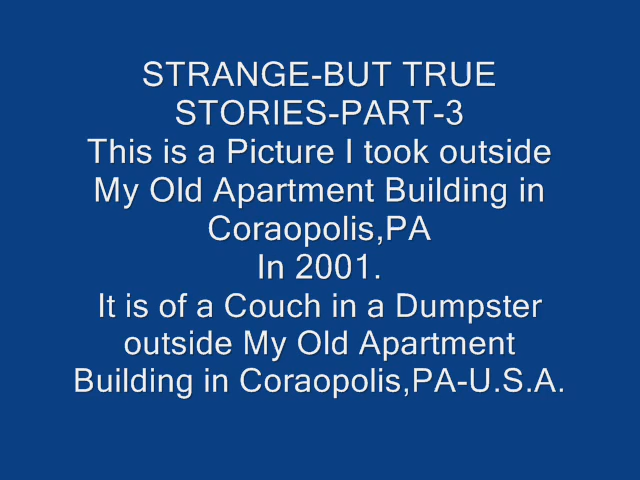 STRANGE-BUT TRUE
STORIES-PART-3
This is a Picture I took outside
My Old Apartment Building in
Coraopolis,PA
In 2001.
It is of a Couch in a Dumpster
outside My Old Apartment
Building in Coraopolis,PA-U.S.A.